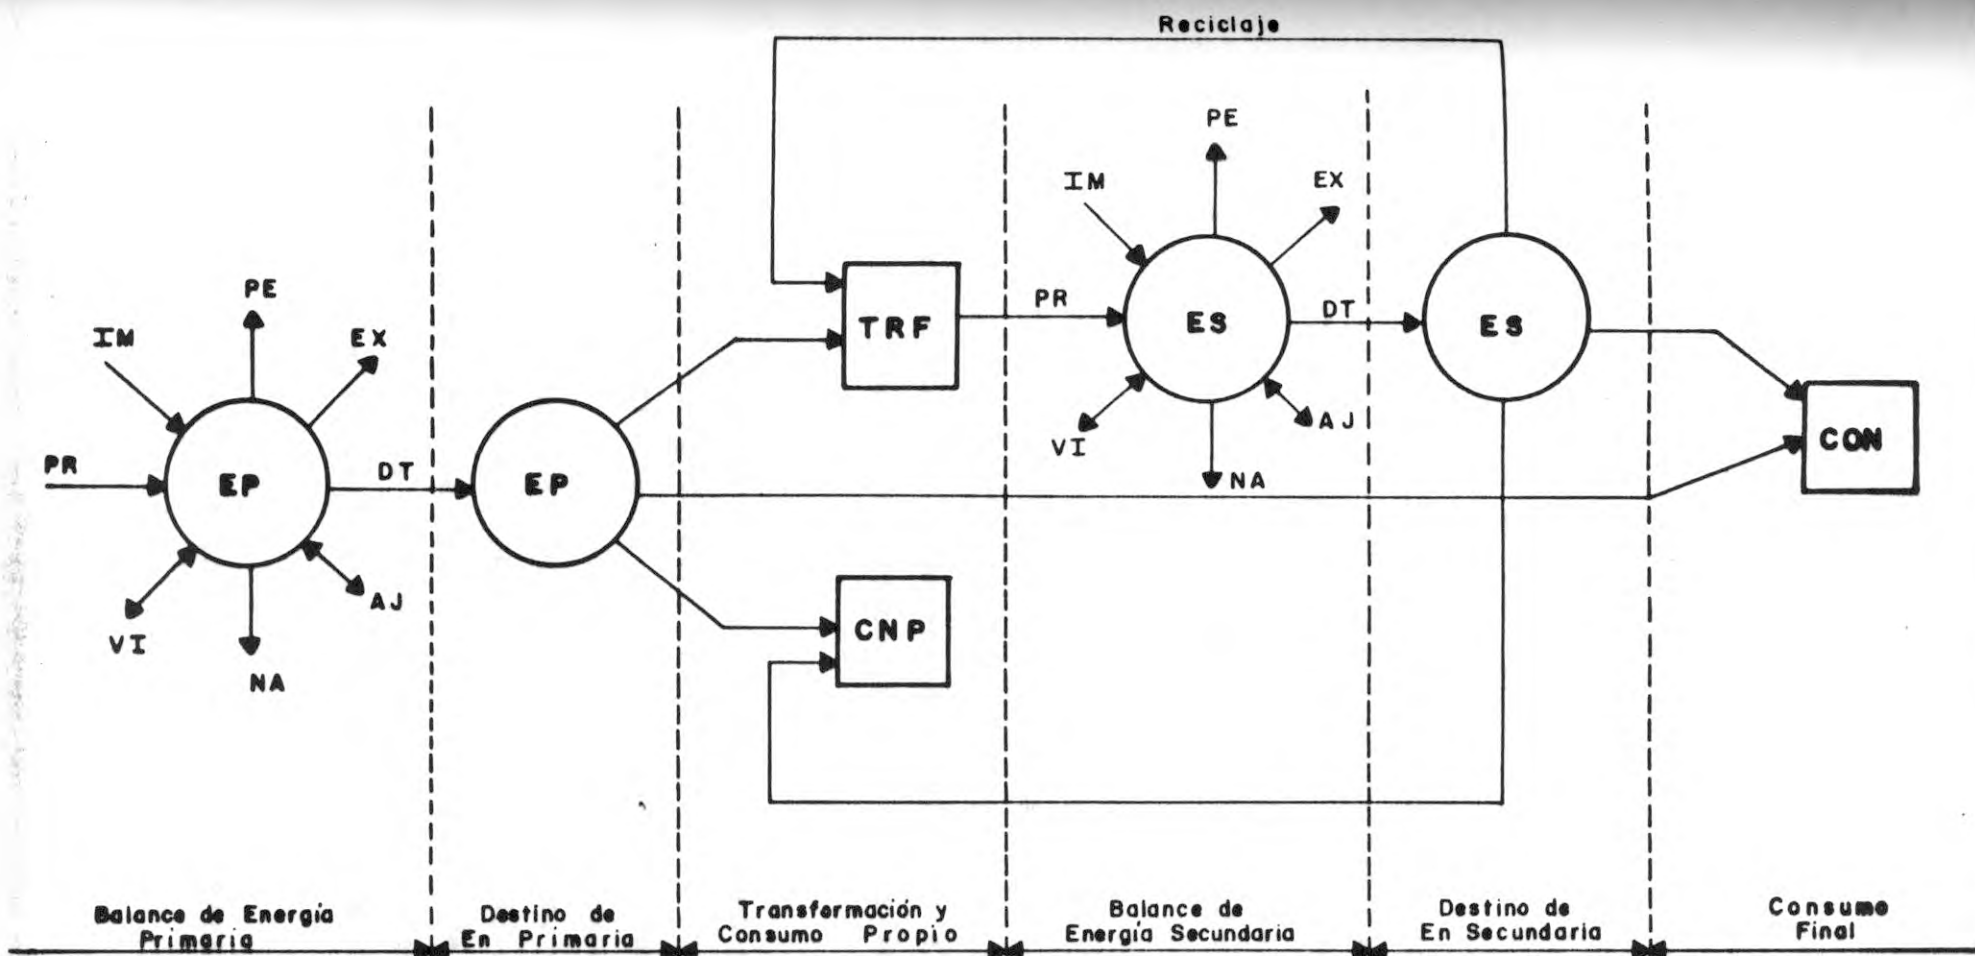 Reciclaje
PE
IM
EX
PR
EP
DT
VI
NA
AJ
EP
TRF
CNP
PR
PE
IM
EX
ES
DT
VI
NA
AJ
ES
CON
Balance de Energía
Primaria
Destino de
En Primaria
Transformación y
Consumo Propio
Balance de
Energía Secundaria
Destino de
En Secundaria
Consumo
Final